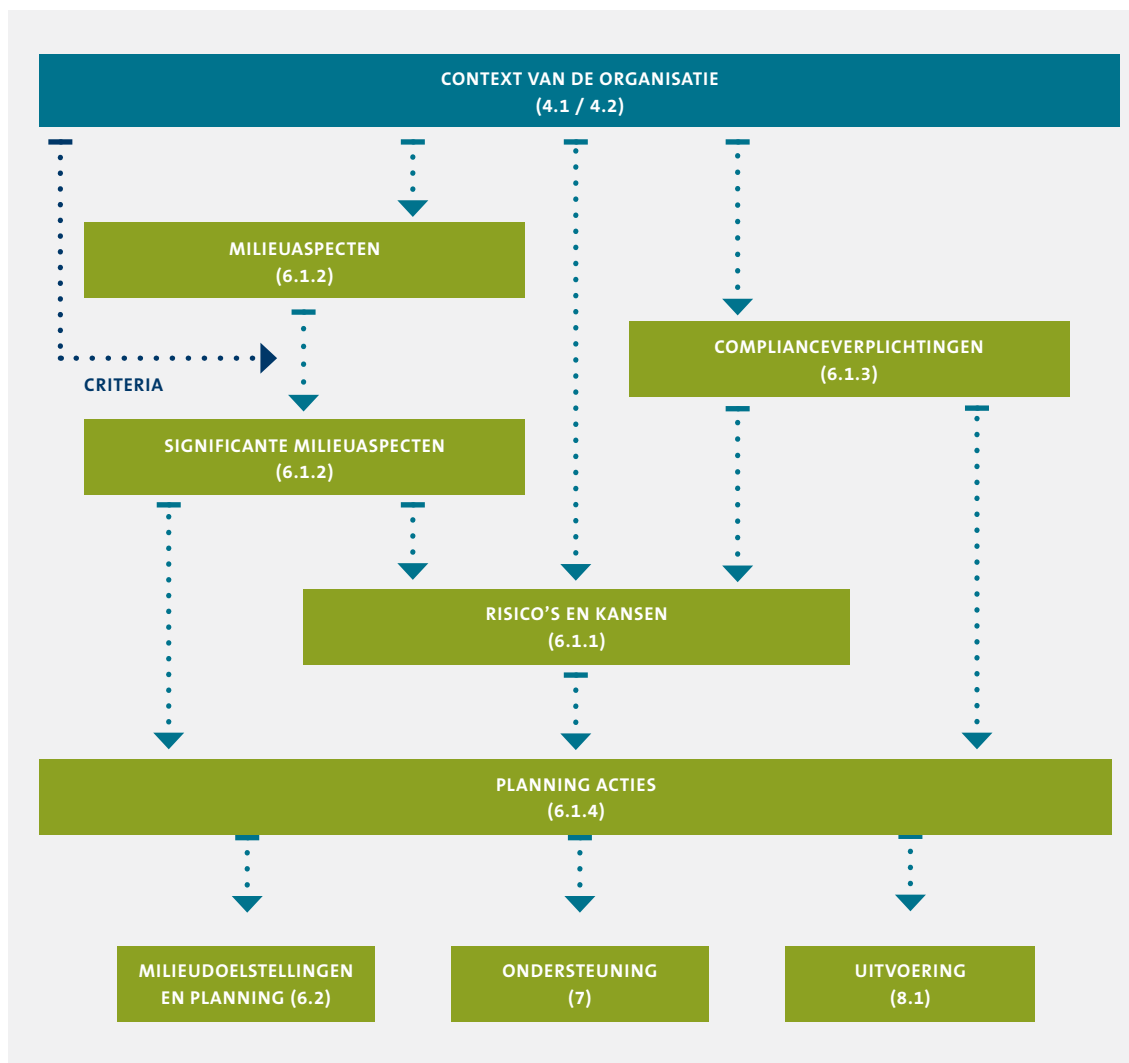 CONTEXT VAN DE ORGANISATIE
(4.1 / 4.2)
MILIEUASPECTEN
(6.1.2)
COMPLIANCEVERPLICHTINGEN
(6.1.3)
CRITERIA
SIGNIFICANTE MILIEUASPECTEN
(6.1.2)
RISICO'S EN KANSEN
(6.1.1)
PLANNING ACTIES
(6.1.4)
MILIEUDOELSTELLINGEN
EN PLANNING (6.2)
ONDERSTEUNING
(7)
UITVOERING
(8.1)